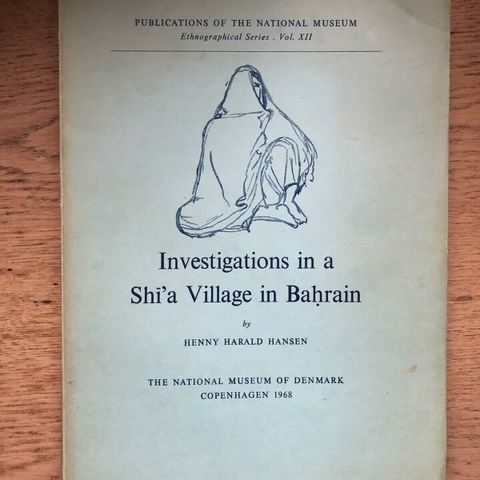 PUBLICATIONS OF THE NATIONAL MUSEUM
Ethnographical Series . Vol. XII
Investigations in a
Shī'a Village in Baḥrain
by
HENNY HARALD HANSEN
THE NATIONAL MUSEUM OF DENMARK
COPENHAGEN 1968